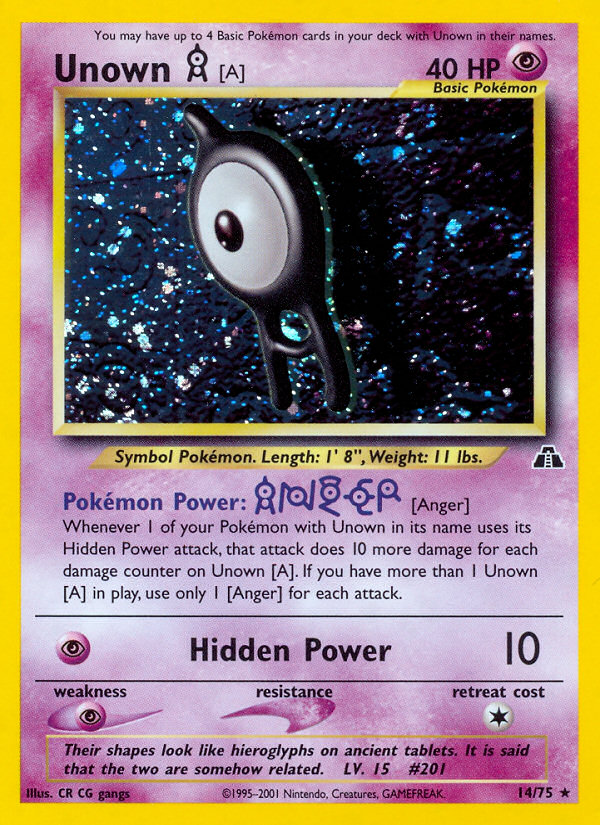 You may have up to 4 Basic Pokémon cards in your deck with Unown in their names.
Unown [A] 40 HP
Basic Pokémon
Symbol Pokémon. Length: 1' 8", Weight: 11 lbs.
Pokémon Power: [Anger]
Whenever 1 of your Pokémon with Unown in its name uses its
Hidden Power attack, that attack does 10 more damage for each
damage counter on Unown [A]. If you have more than 1 Unown
[A] in play, use only 1 [Anger] for each attack.
Hidden Power 10
weakness resistance retreat cost
Their shapes look like hieroglyphs on ancient tablets. It is said
that the two are somehow related. LV. 15 #201
Illus. CR CG gangs ©1995–2001 Nintendo, Creatures, GAMEFREAK. 14/75 ★